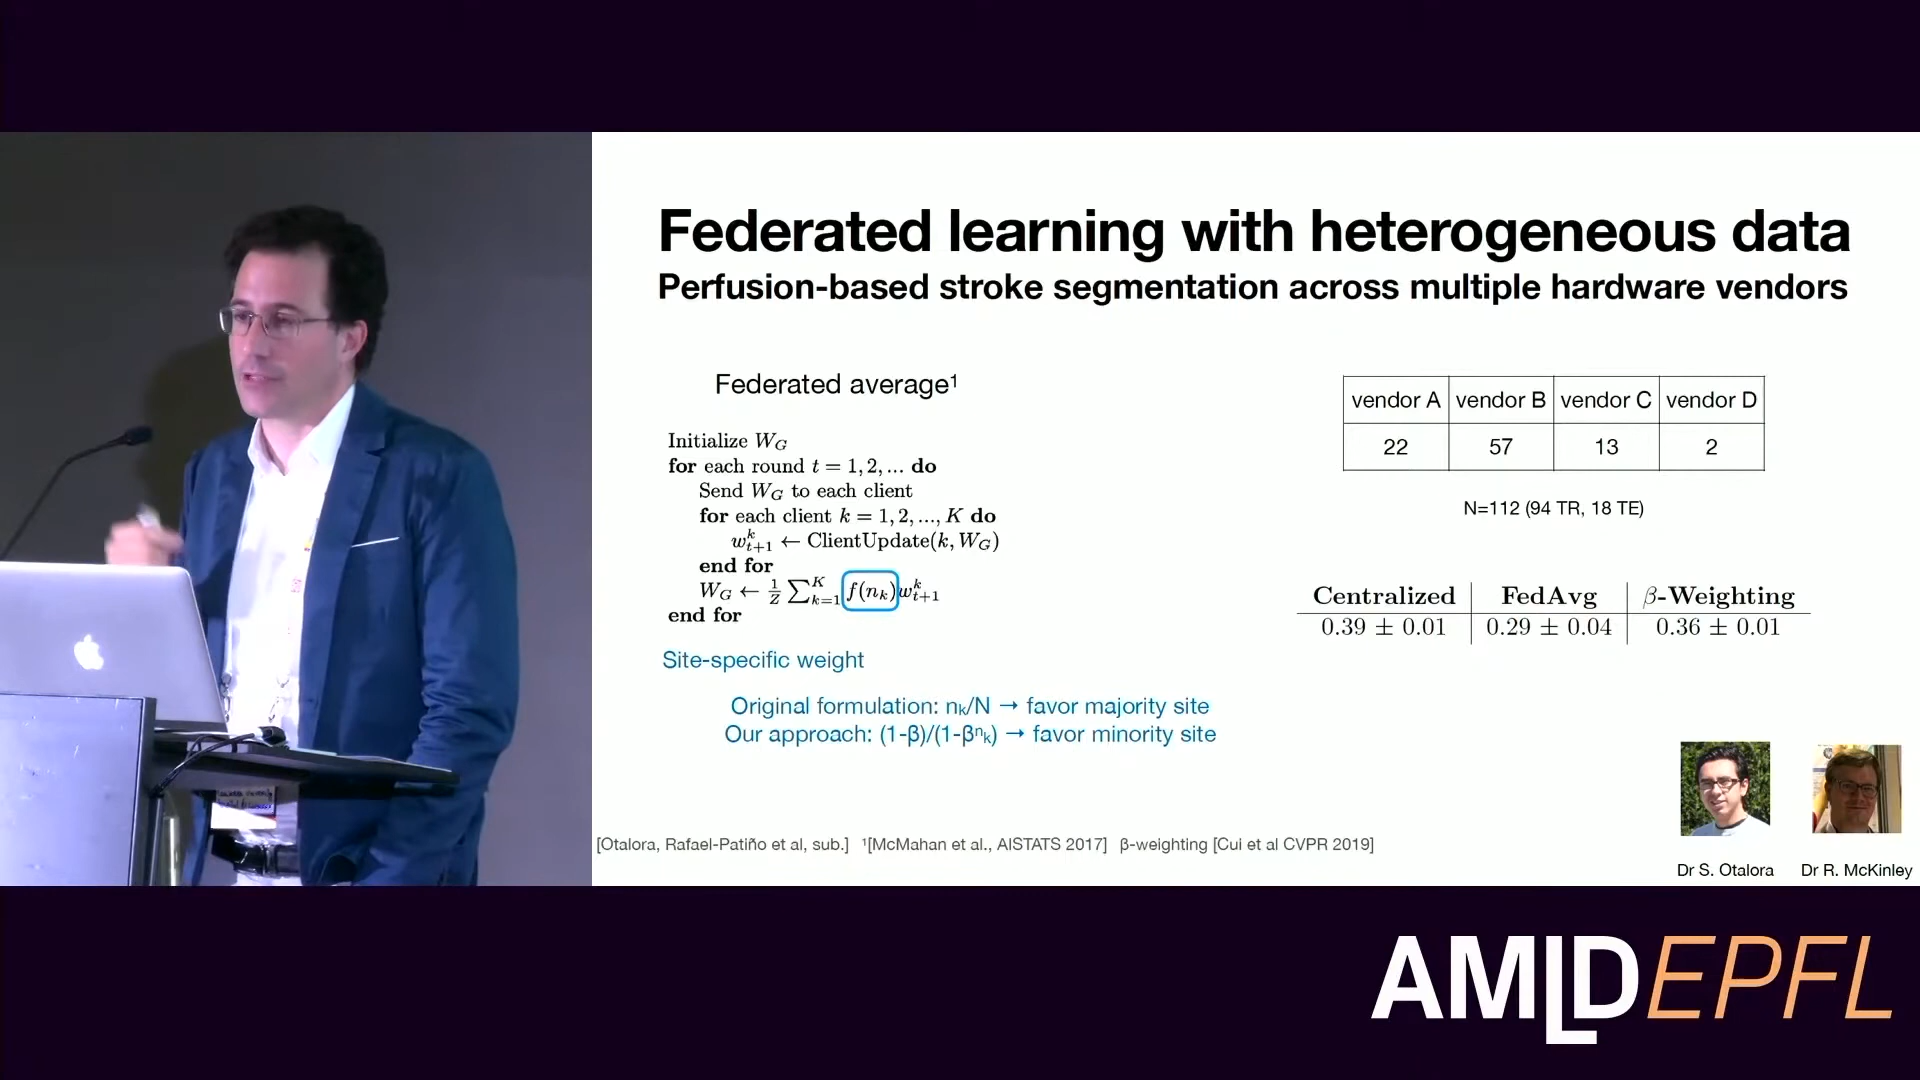 Federated learning with heterogeneous data
Perfusion-based stroke segmentation across multiple hardware vendors
Federated average¹
Initialize W_G
for each round t = 1, 2, ... do
Send W_G to each client
for each client k = 1, 2, ..., K do
w^k_{t+1} ← ClientUpdate(k, W_G)
end for
W_G ← 1/Z ∑^K_{k=1} f(n_k) w^k_{t+1}
end for
Site-specific weight
Original formulation: n_k/N → favor majority site
Our approach: (1-β)/(1-β^{n_k}) → favor minority site
vendor A vendor B vendor C vendor D
22 57 13 2
N=112 (94 TR, 18 TE)
Centralized FedAvg β-Weighting
0.39 ± 0.01 0.29 ± 0.04 0.36 ± 0.01
[Otalora, Rafael-Patiño et al, sub.] ¹[McMahan et al., AISTATS 2017] β-weighting [Cui et al CVPR 2019]
Dr S. Otalora Dr R. McKinley
AMLD EPFL